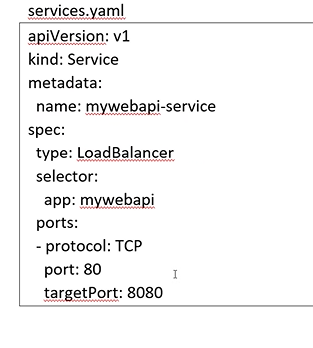 services.yaml
apiVersion: v1
kind: Service
metadata:
  name: mywebapi-service
spec:
  type: LoadBalancer
  selector:
    app: mywebapi
  ports:
  - protocol: TCP
    port: 80
    targetPort: 8080